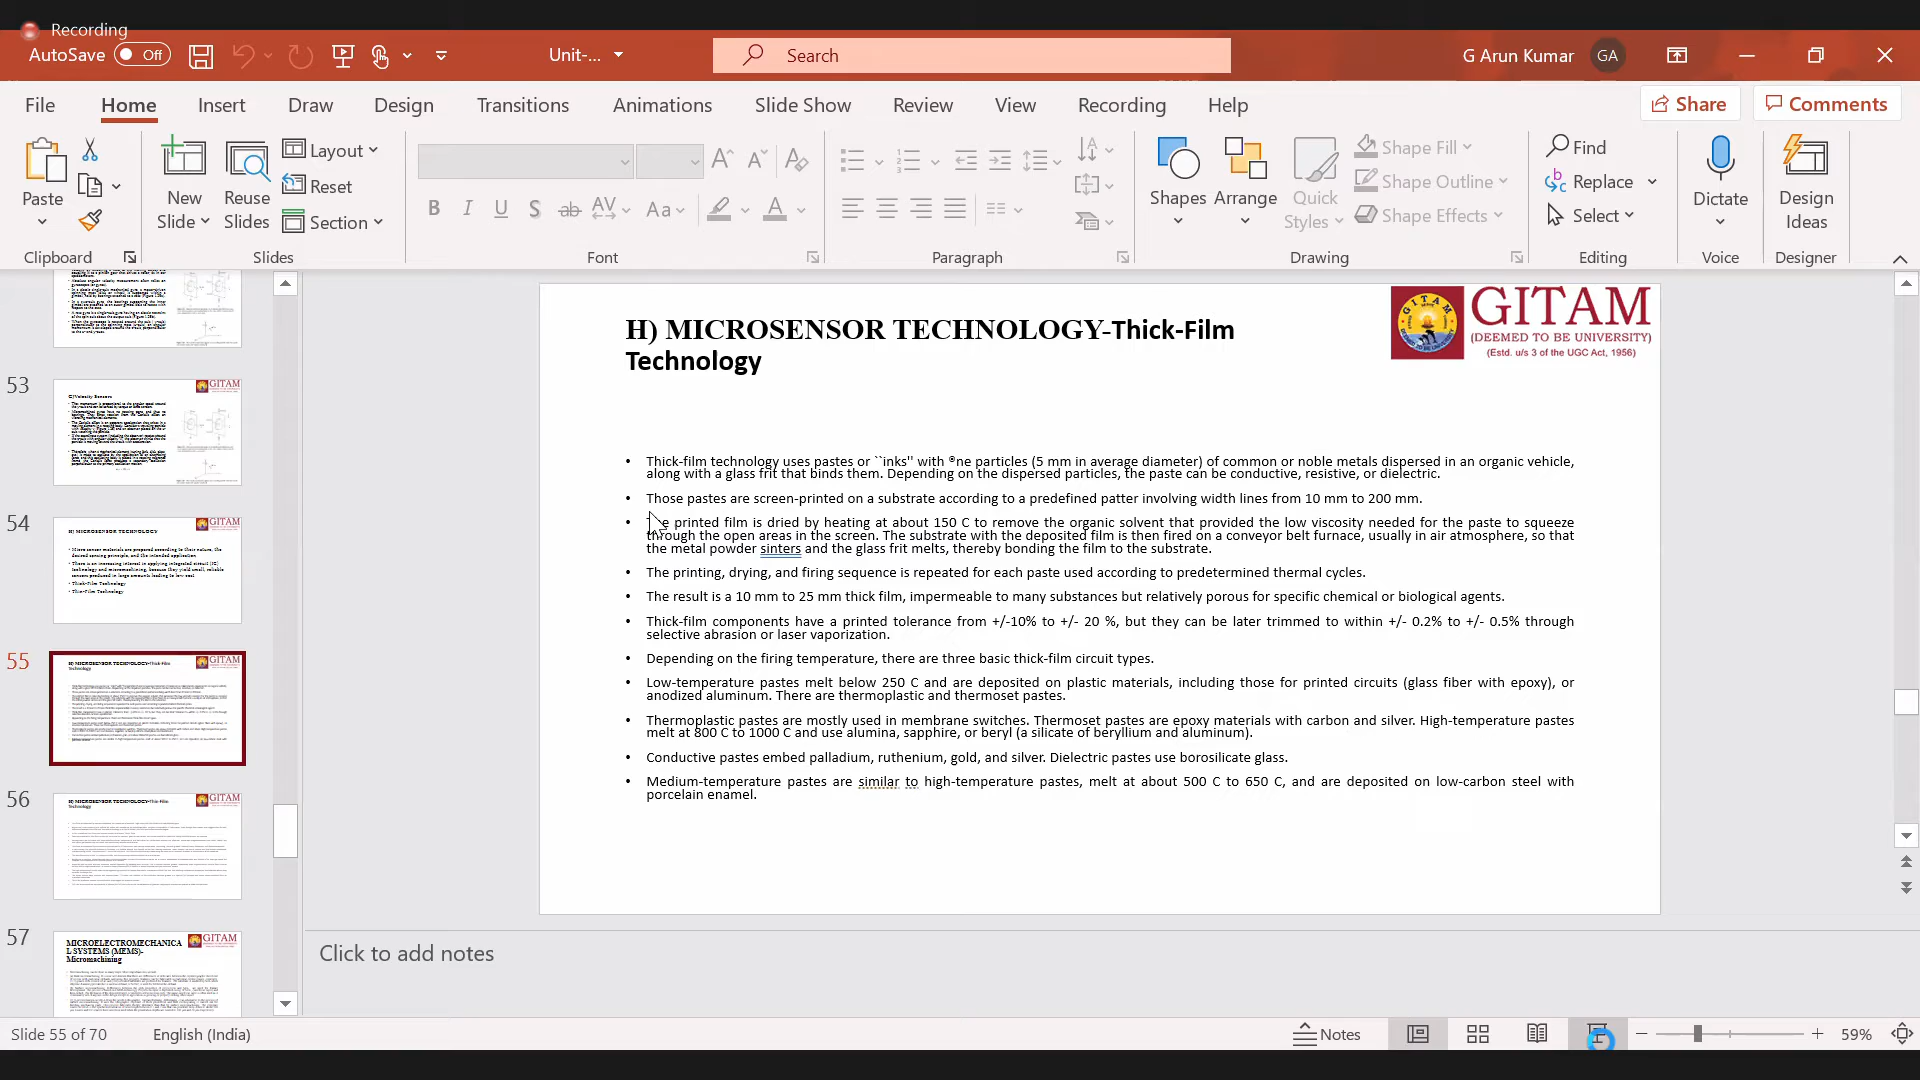 Recording
AutoSave Off
Unit-...
Search
G Arun Kumar GA
File Home Insert Draw Design Transitions Animations Slide Show Review View Recording Help
Share Comments
Paste
New Slide
Reuse Slides
Layout
Reset
Section
Shapes Arrange Quick Styles
Shape Fill
Shape Outline
Shape Effects
Find
Replace
Select
Dictate
Design Ideas
Clipboard Slides Font Paragraph Drawing Editing Voice Designer
53
54
H) MICROSENSOR TECHNOLOGY
Thick-Film Technology
Thin-Film Technology
55
56
57
MICROELECTROMECHANICA
L SYSTEMS (MEMS)-
Micromachining
H) MICROSENSOR TECHNOLOGY-Thick-Film
Technology
GITAM
(DEEMED TO BE UNIVERSITY)
(Estd. u/s 3 of the UGC Act, 1956)
• Thick-film technology uses pastes or ``inks'' with ®ne particles (5 mm in average diameter) of common or noble metals dispersed in an organic vehicle,
along with a glass frit that binds them. Depending on the dispersed particles, the paste can be conductive, resistive, or dielectric.
• Those pastes are screen-printed on a substrate according to a predefined patter involving width lines from 10 mm to 200 mm.
• The printed film is dried by heating at about 150 C to remove the organic solvent that provided the low viscosity needed for the paste to squeeze
through the open areas in the screen. The substrate with the deposited film is then fired on a conveyor belt furnace, usually in air atmosphere, so that
the metal powder sinters and the glass frit melts, thereby bonding the film to the substrate.
• The printing, drying, and firing sequence is repeated for each paste used according to predetermined thermal cycles.
• The result is a 10 mm to 25 mm thick film, impermeable to many substances but relatively porous for specific chemical or biological agents.
• Thick-film components have a printed tolerance from +/-10% to +/- 20 %, but they can be later trimmed to within +/- 0.2% to +/- 0.5% through
selective abrasion or laser vaporization.
• Depending on the firing temperature, there are three basic thick-film circuit types.
• Low-temperature pastes melt below 250 C and are deposited on plastic materials, including those for printed circuits (glass fiber with epoxy), or
anodized aluminum. There are thermoplastic and thermoset pastes.
• Thermoplastic pastes are mostly used in membrane switches. Thermoset pastes are epoxy materials with carbon and silver. High-temperature pastes
melt at 800 C to 1000 C and use alumina, sapphire, or beryl (a silicate of beryllium and aluminum).
• Conductive pastes embed palladium, ruthenium, gold, and silver. Dielectric pastes use borosilicate glass.
• Medium-temperature pastes are similar to high-temperature pastes, melt at about 500 C to 650 C, and are deposited on low-carbon steel with
porcelain enamel.
Click to add notes
Slide 55 of 70 English (India) Notes 59%